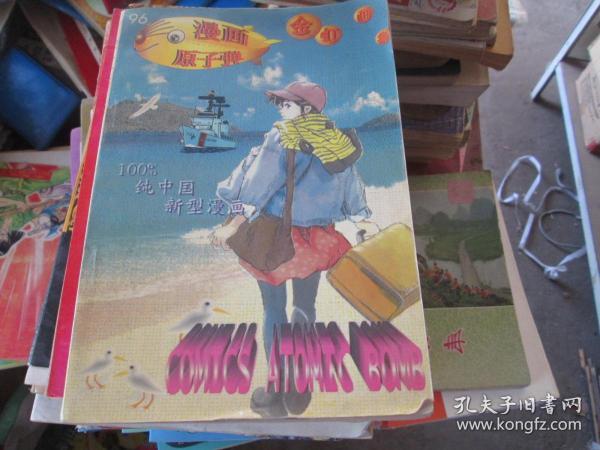 96
漫画
原子弹
100%
纯中国
新型漫画
COMICS ATOMIC BOMB
本
孔夫子旧书网
www.kongfz.com